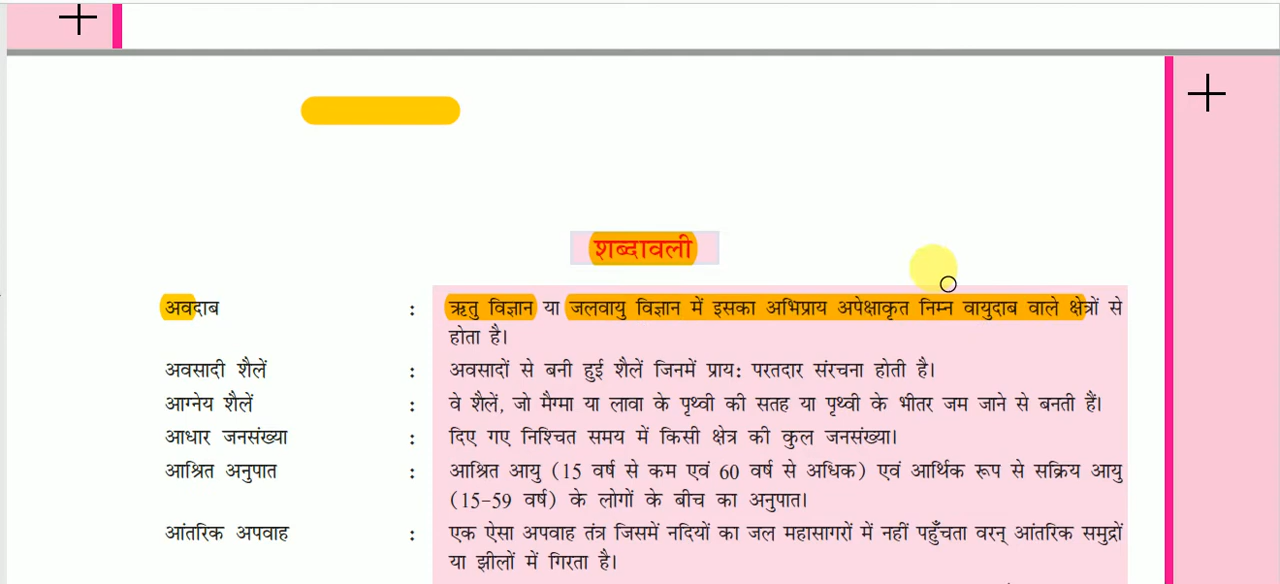 शब्दावली
अवदाब : ऋतु विज्ञान या जलवायु विज्ञान में इसका अभिप्राय अपेक्षाकृत निम्न वायुदाब वाले क्षेत्रों से
होता है।
अवसादी शैलें : अवसादों से बनी हुई शैलें जिनमें प्राय: परतदार संरचना होती है।
आग्नेय शैलें : वे शैलें, जो मैग्मा या लावा के पृथ्वी की सतह या पृथ्वी के भीतर जम जाने से बनती हैं।
आधार जनसंख्या : दिए गए निश्चित समय में किसी क्षेत्र की कुल जनसंख्या।
आश्रित अनुपात : आश्रित आयु (15 वर्ष से कम एवं 60 वर्ष से अधिक) एवं आर्थिक रूप से सक्रिय आयु
(15-59 वर्ष) के लोगों के बीच का अनुपात।
आंतरिक अपवाह : एक ऐसा अपवाह तंत्र जिसमें नदियों का जल महासागरों में नहीं पहुँचता वरन् आंतरिक समुद्रों
या झीलों में गिरता है।